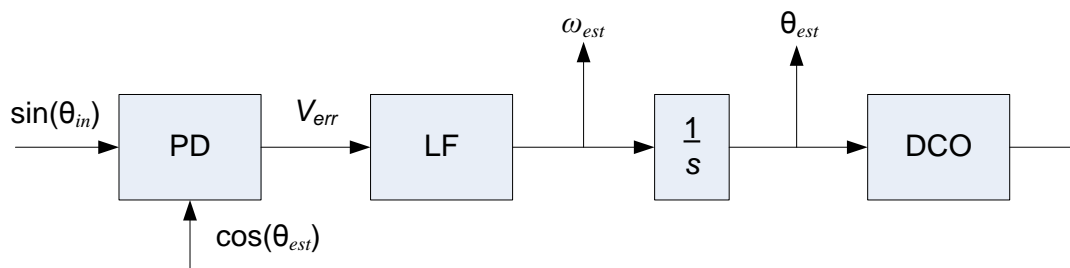 ω_est
θ_est
sin(θ_in)
V_err
PD
LF
1
s
DCO
cos(θ_est)